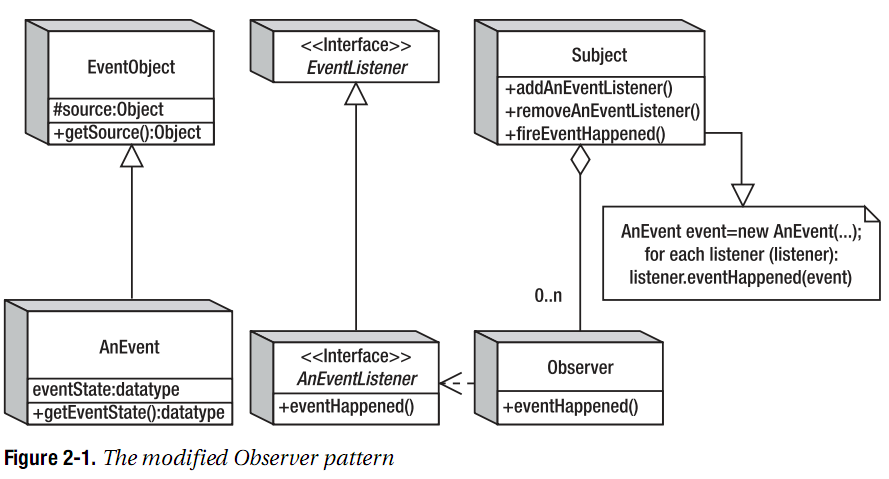 EventObject
#source:Object
+getSource():Object
<<Interface>>
EventListener
Subject
+addAnEventListener()
+removeAnEventListener()
+fireEventHappened()
AnEvent event=new AnEvent(...);
for each listener (listener):
listener.eventHappened(event)
0..n
AnEvent
eventState:datatype
+getEventState():datatype
<<Interface>>
AnEventListener
+eventHappened()
Observer
+eventHappened()
Figure 2-1. The modified Observer pattern